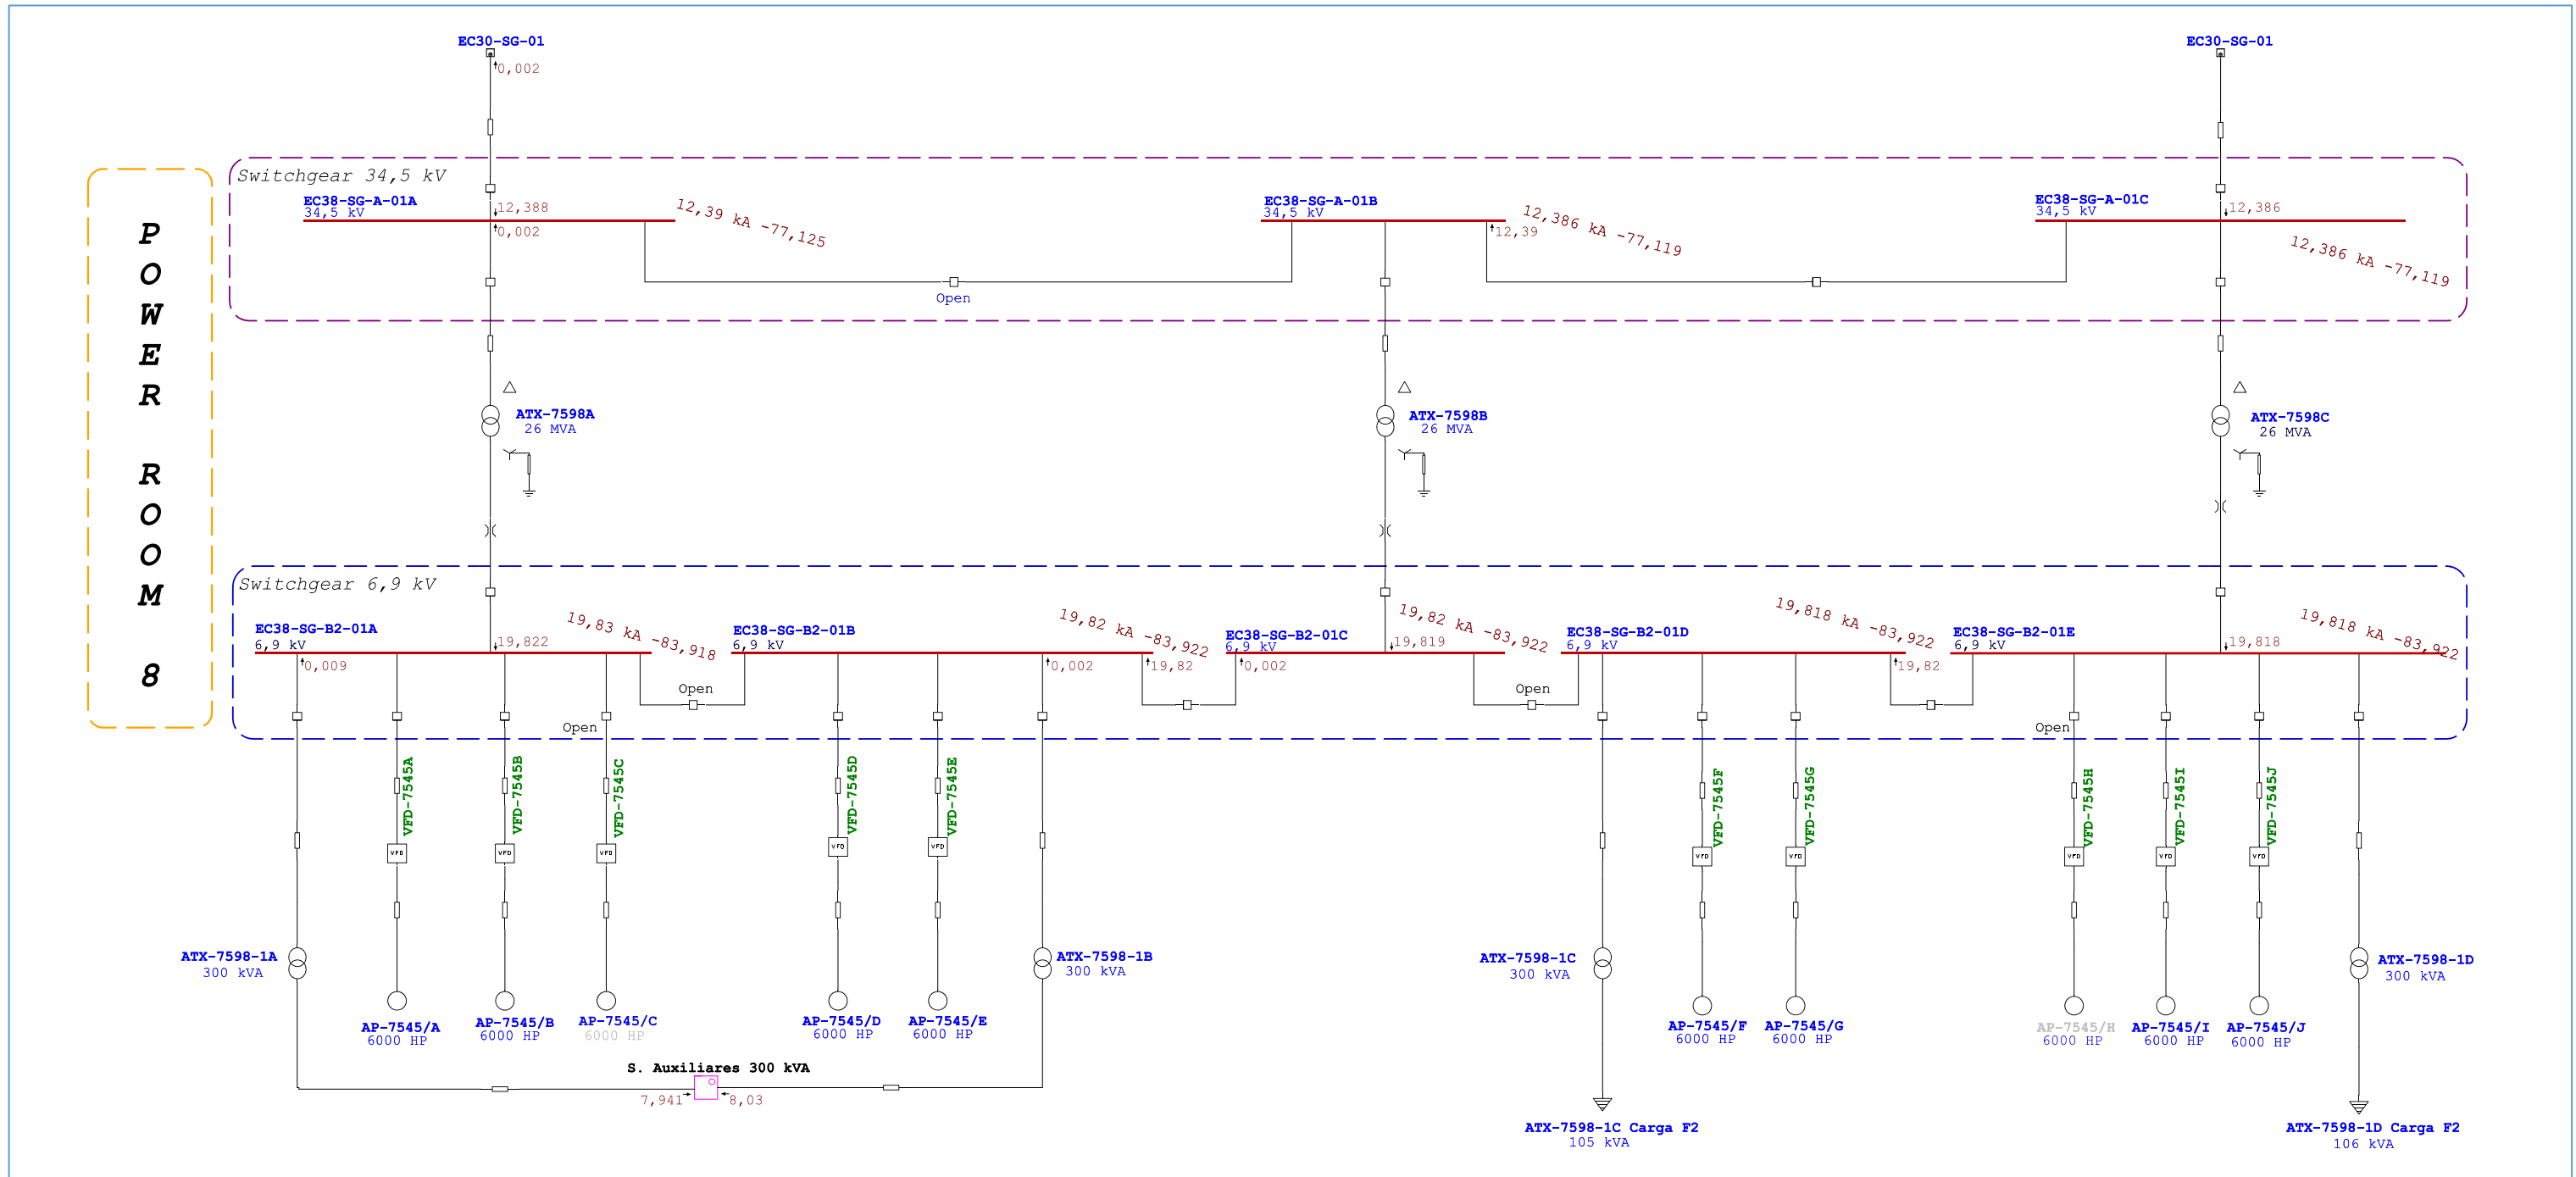 EC30-SG-01
EC30-SG-01
0,002
Switchgear 34,5 kV
EC38-SG-A-01A
34,5 kV
12,388
0,002
12,39 kA -77,125
EC38-SG-A-01B
34,5 kV
12,39
12,386 kA -77,119
EC38-SG-A-01C
34,5 kV
12,386
12,386 kA -77,119
Open
POWER ROOM 8
ATX-7598A
26 MVA
ATX-7598B
26 MVA
ATX-7598C
26 MVA
Switchgear 6,9 kV
EC38-SG-B2-01A
6,9 kV
0,009
19,822
19,83 kA -83,918
EC38-SG-B2-01B
6,9 kV
0,002
19,82
19,82 kA -83,922
EC38-SG-B2-01C
6,9 kV
0,002
19,819
19,82 kA -83,922
EC38-SG-B2-01D
6,9 kV
19,82
19,818 kA -83,922
EC38-SG-B2-01E
6,9 kV
19,818
19,818 kA -83,922
Open
Open
Open
Open
VFD-7545A
VFD-7545B
VFD-7545C
VFD-7545D
VFD-7545E
VFD-7545F
VFD-7545G
VFD-7545H
VFD-7545I
VFD-7545J
VFD
VFD
VFD
VFD
VFD
VFD
VFD
VFD
VFD
VFD
ATX-7598-1A
300 kVA
ATX-7598-1B
300 kVA
ATX-7598-1C
300 kVA
ATX-7598-1D
300 kVA
AP-7545/A
6000 HP
AP-7545/B
6000 HP
AP-7545/C
6000 HP
AP-7545/D
6000 HP
AP-7545/E
6000 HP
AP-7545/F
6000 HP
AP-7545/G
6000 HP
AP-7545/H
6000 HP
AP-7545/I
6000 HP
AP-7545/J
6000 HP
S. Auxiliares 300 kVA
7,941
8,03
ATX-7598-1C Carga F2
105 kVA
ATX-7598-1D Carga F2
106 kVA